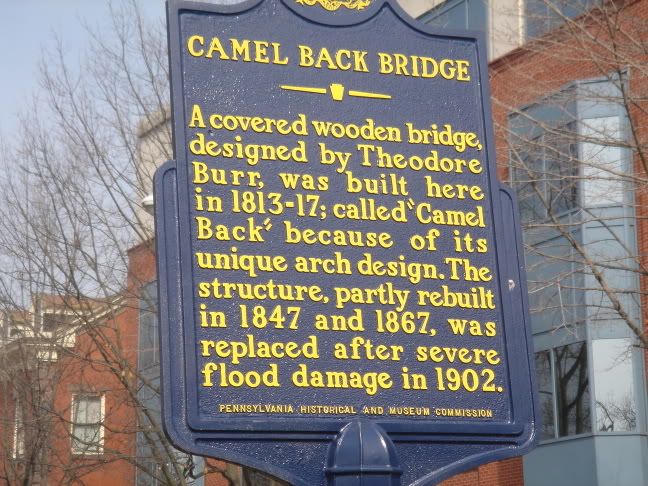 CAMEL BACK BRIDGE
A covered wooden bridge,
designed by Theodore
Burr, was built here
in 1813-17; called "Camel
Back" because of its
unique arch design. The
structure, partly rebuilt
in 1847 and 1867, was
replaced after severe
flood damage in 1902.
PENNSYLVANIA HISTORICAL AND MUSEUM COMMISSION